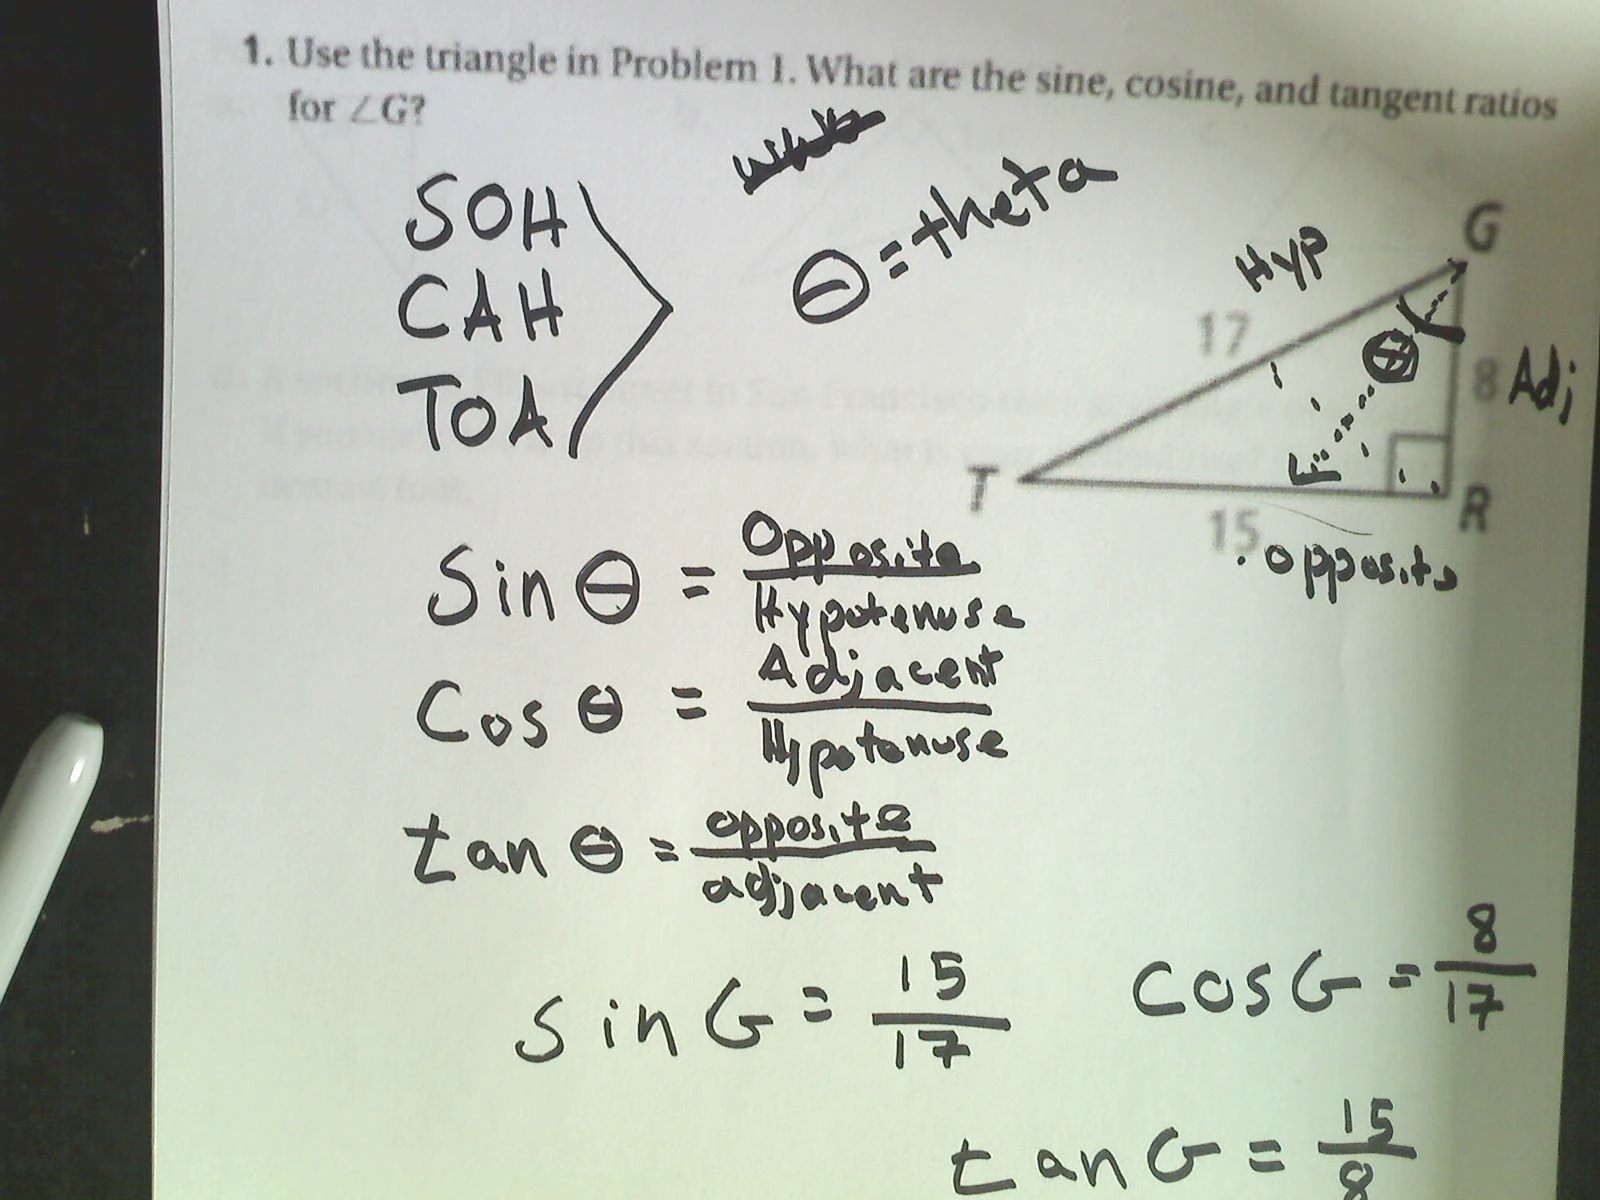 1. Use the triangle in Problem 1. What are the sine, cosine, and tangent ratios
for ∠G?
SOH
CAH
TOA
θ = theta
G
Hyp
17
θ
8 Adj
T
R
15
opposite
Sin θ = Opposite
Hypotenuse
Cos θ = Adjacent
Hypotenuse
tan θ = opposite
adjacent
sin G = 15
17
cos G = 8
17
tan G = 15
8